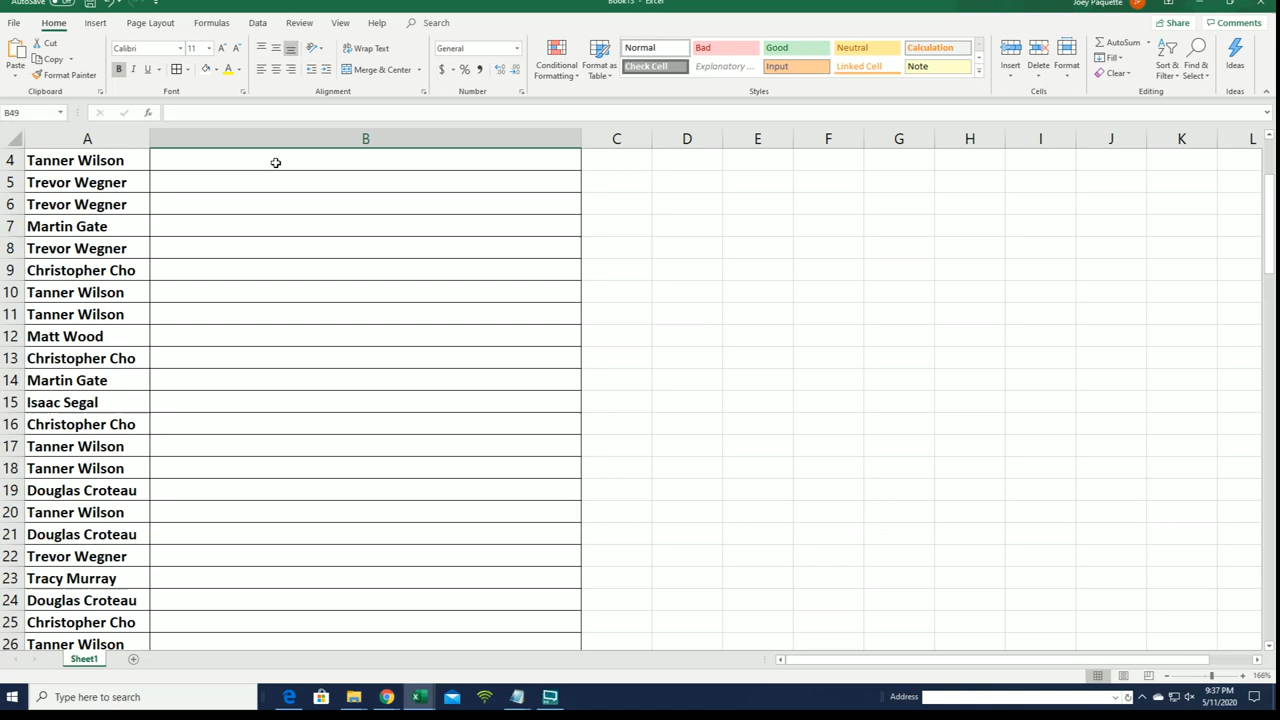 AutoSave Off Book15 - Excel Joey Paquette JP
File Home Insert Page Layout Formulas Data Review View Help Search Share Comments
Paste Cut Copy Format Painter Clipboard
Calibri 11 A A B I U A Font
Wrap Text Merge & Center Alignment
General $ % , Number
Conditional Formatting Format as Table
Normal Bad Good Neutral Calculation
Check Cell Explanatory ... Input Linked Cell Note
Styles
Insert Delete Format Cells
AutoSum Fill Clear Sort & Filter Find & Select Editing
Ideas Ideas
B49 fx
A B C D E F G H I J K L
4 Tanner Wilson
5 Trevor Wegner
6 Trevor Wegner
7 Martin Gate
8 Trevor Wegner
9 Christopher Cho
10 Tanner Wilson
11 Tanner Wilson
12 Matt Wood
13 Christopher Cho
14 Martin Gate
15 Isaac Segal
16 Christopher Cho
17 Tanner Wilson
18 Tanner Wilson
19 Douglas Croteau
20 Tanner Wilson
21 Douglas Croteau
22 Trevor Wegner
23 Tracy Murray
24 Douglas Croteau
25 Christopher Cho
26 Tanner Wilson
Sheet1
166%
Type here to search Address 9:37 PM
5/11/2020